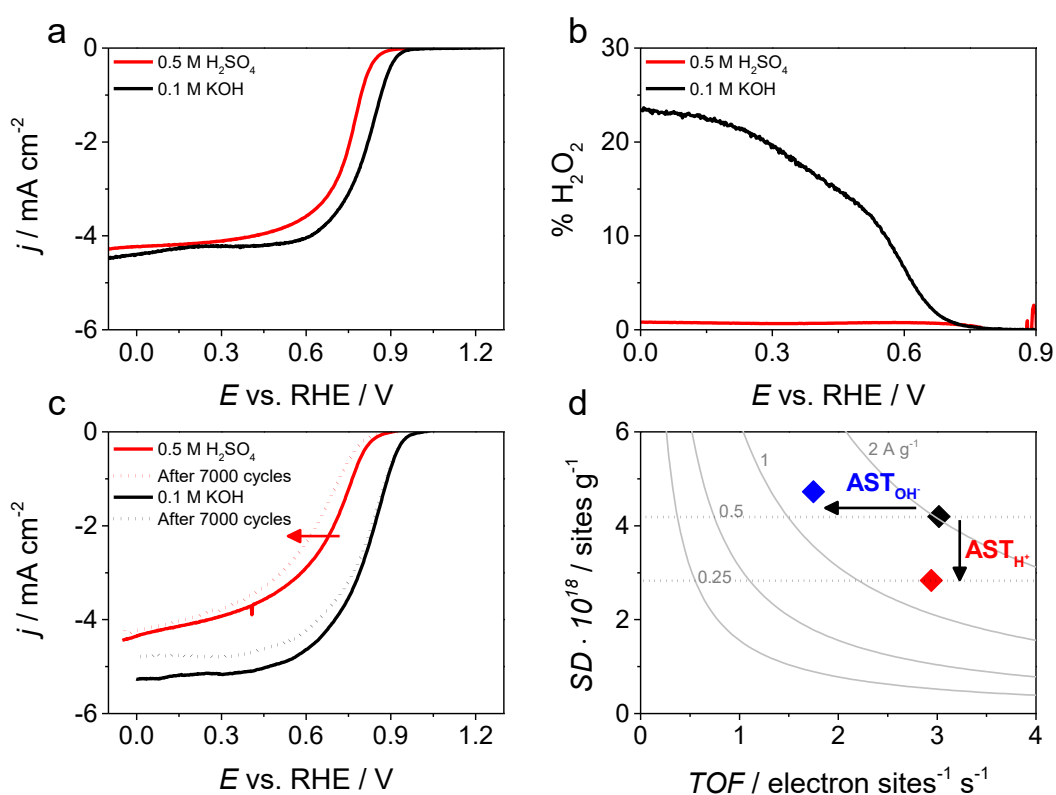 a
0.5 M H₂SO₄
0.1 M KOH
0
-2
-4
-6
j / mA cm⁻²
0.0 0.3 0.6 0.9 1.2
E vs. RHE / V
b
0.5 M H₂SO₄
0.1 M KOH
30
20
10
0
% H₂O₂
0.0 0.3 0.6 0.9
E vs. RHE / V
c
0.5 M H₂SO₄
After 7000 cycles
0.1 M KOH
After 7000 cycles
0
-2
-4
-6
j / mA cm⁻²
0.0 0.3 0.6 0.9 1.2
E vs. RHE / V
d
6
4
2
0
SD · 10¹⁸ / sites g⁻¹
2 A g⁻¹
1
0.5
0.25
AST_OH⁻
AST_H⁺
0 1 2 3 4
TOF / electron sites⁻¹ s⁻¹